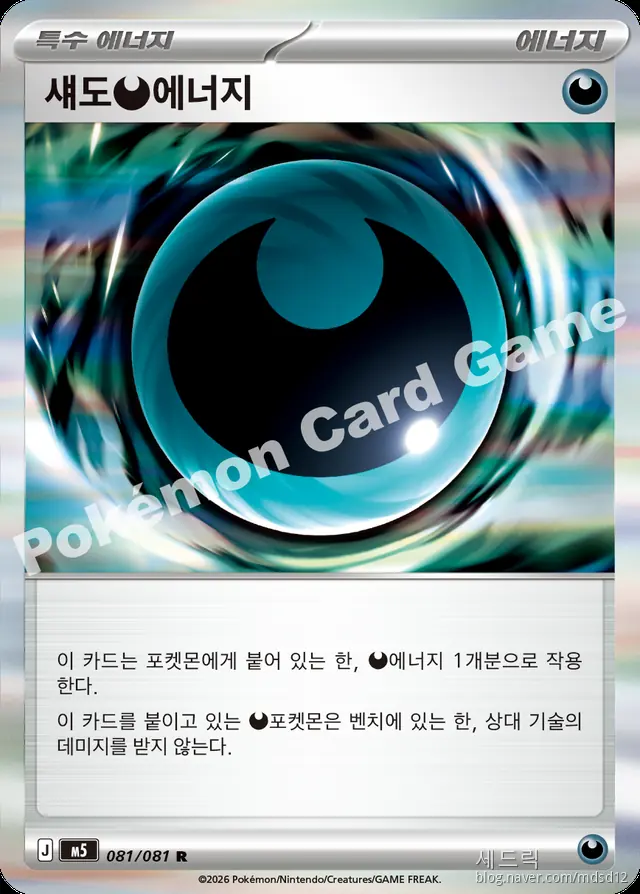 특수 에너지
에너지
섀도 에너지
Pokémon Card Game
이 카드는 포켓몬에게 붙어 있는 한, 에너지 1개분으로 작용
한다.
이 카드를 붙이고 있는 포켓몬은 벤치에 있는 한, 상대 기술의
데미지를 받지 않는다.
J m5 081/081 R
세드릭
blog.naver.com/mdsd12
©2026 Pokémon/Nintendo/Creatures/GAME FREAK.